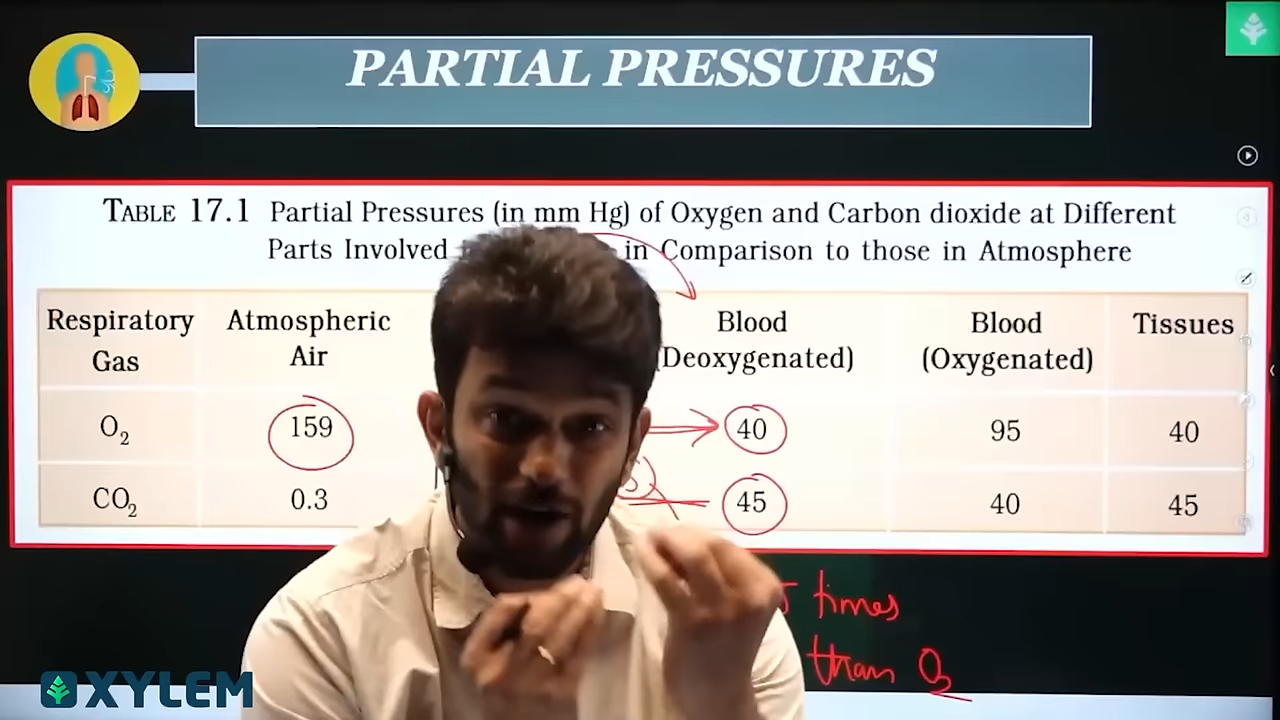 PARTIAL PRESSURES
TABLE 17.1 Partial Pressures (in mm Hg) of Oxygen and Carbon dioxide at Different
Parts Involved in Comparison to those in Atmosphere
Respiratory Gas
Atmospheric Air
Blood (Deoxygenated)
Blood (Oxygenated)
Tissues
O₂ 159 40 95 40
CO₂ 0.3 45 40 45
times
than O₂
XYLEM